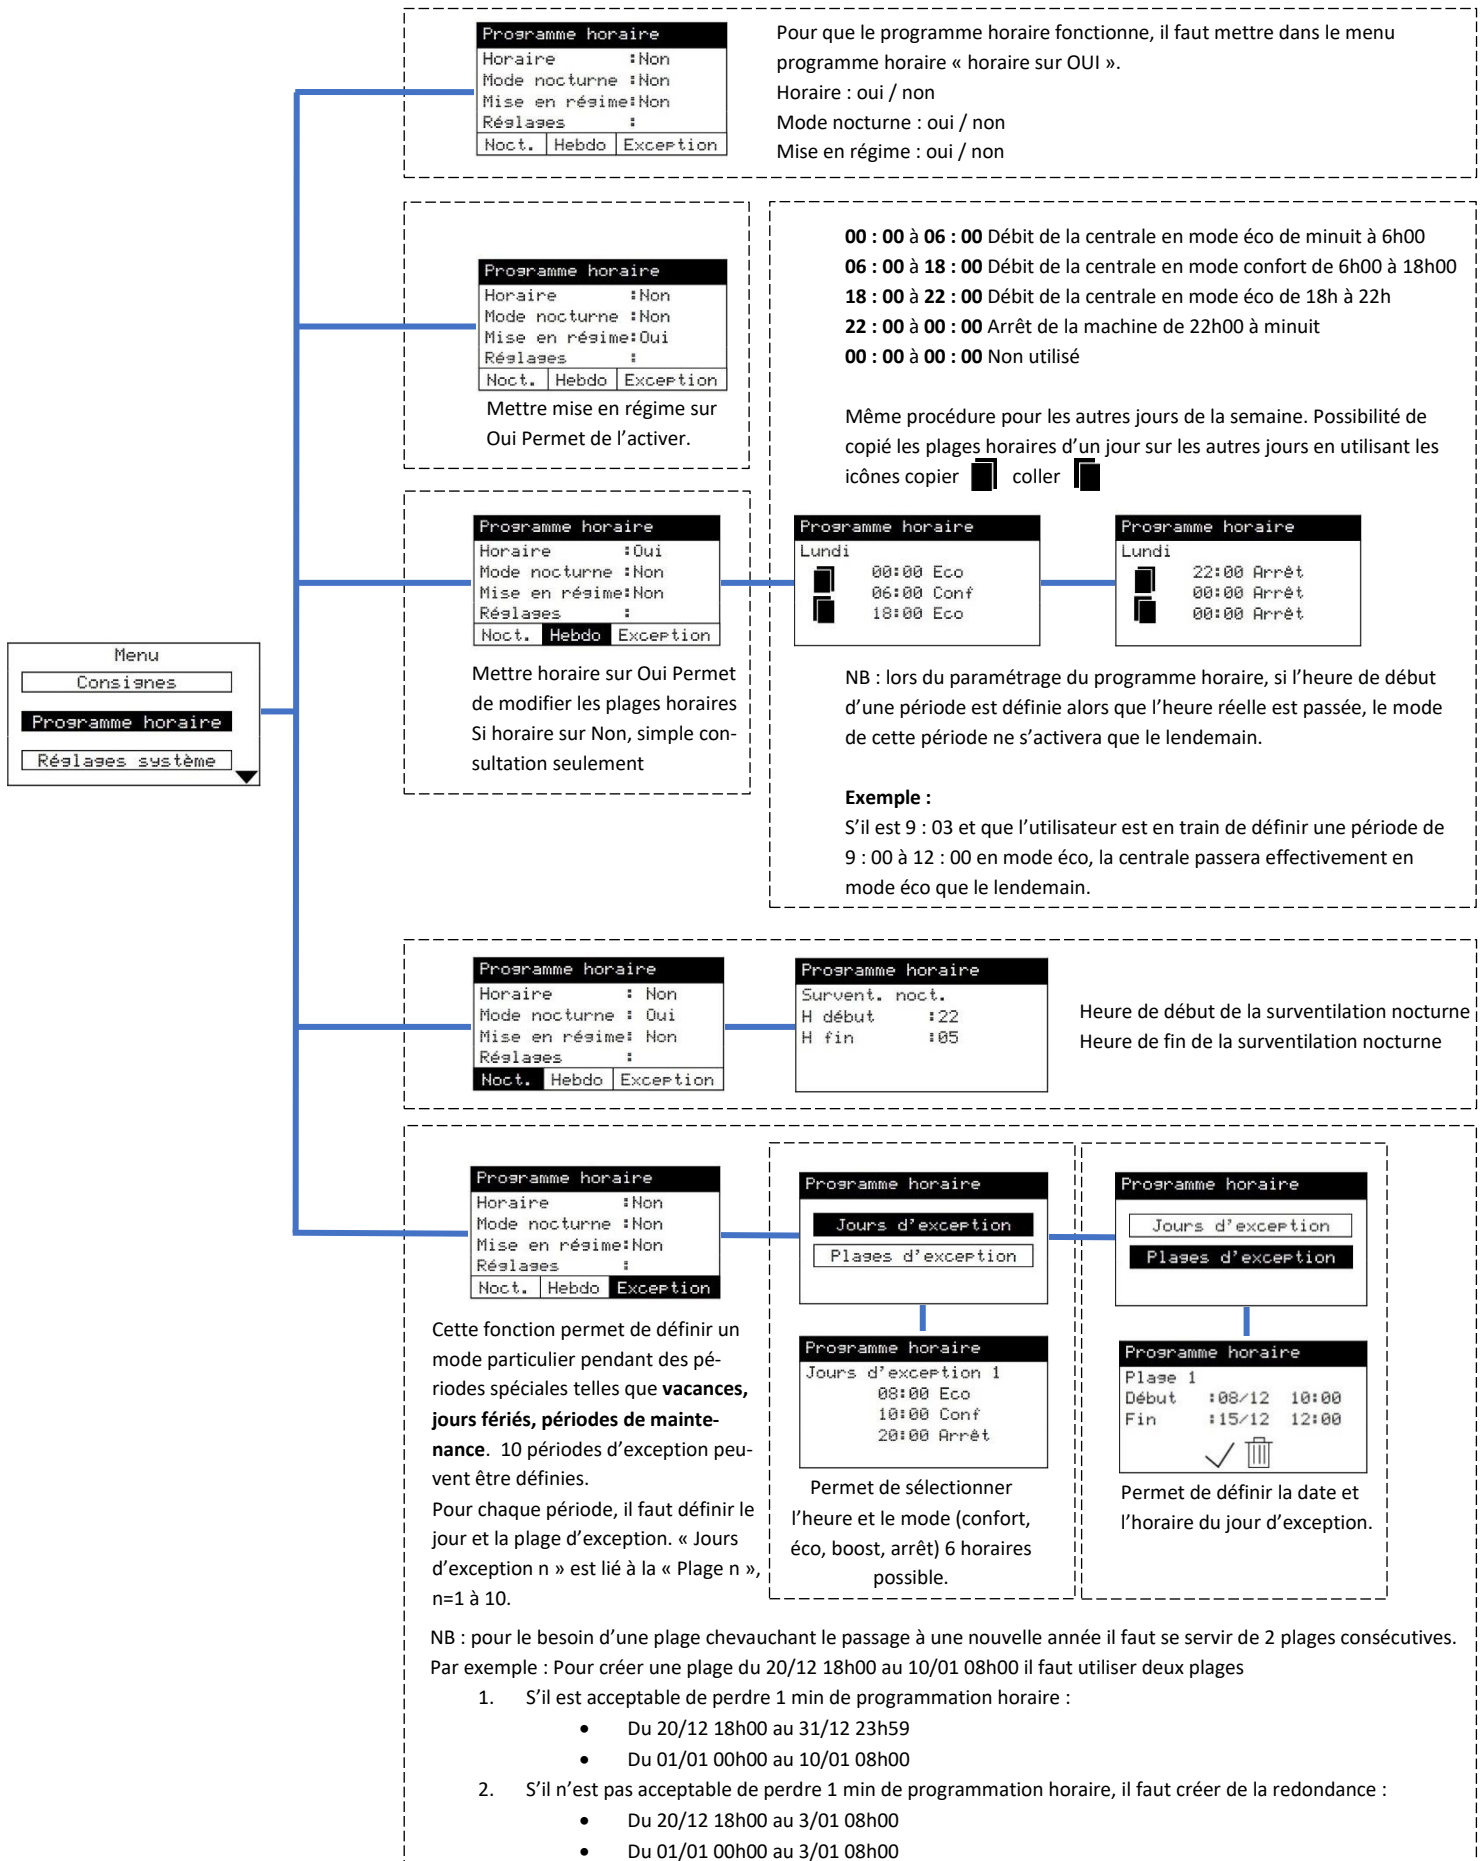 Programme horaire
Horaire :Non
Mode nocturne :Non
Mise en régime:Non
Réglages :
Noct. Hebdo Exception
Pour que le programme horaire fonctionne, il faut mettre dans le menu
programme horaire « horaire sur OUI ».
Horaire : oui / non
Mode nocturne : oui / non
Mise en régime : oui / non
Programme horaire
Horaire :Non
Mode nocturne :Non
Mise en régime:Oui
Réglages :
Noct. Hebdo Exception
Mettre mise en régime sur
Oui Permet de l’activer.
00 : 00 à 06 : 00 Débit de la centrale en mode éco de minuit à 6h00
06 : 00 à 18 : 00 Débit de la centrale en mode confort de 6h00 à 18h00
18 : 00 à 22 : 00 Débit de la centrale en mode éco de 18h à 22h
22 : 00 à 00 : 00 Arrêt de la machine de 22h00 à minuit
00 : 00 à 00 : 00 Non utilisé
Même procédure pour les autres jours de la semaine. Possibilité de
copié les plages horaires d’un jour sur les autres jours en utilisant les
icônes copier coller
Programme horaire
Horaire :Oui
Mode nocturne :Non
Mise en régime:Non
Réglages :
Noct. Hebdo Exception
Mettre horaire sur Oui Permet
de modifier les plages horaires
Si horaire sur Non, simple con-
sultation seulement
Programme horaire
Lundi
00:00 Eco
06:00 Conf
18:00 Eco
Programme horaire
Lundi
22:00 Arrêt
00:00 Arrêt
00:00 Arrêt
NB : lors du paramétrage du programme horaire, si l’heure de début
d’une période est définie alors que l’heure réelle est passée, le mode
de cette période ne s’activera que le lendemain.
Exemple :
S’il est 9 : 03 et que l’utilisateur est en train de définir une période de
9 : 00 à 12 : 00 en mode éco, la centrale passera effectivement en
mode éco que le lendemain.
Menu
Consignes
Programme horaire
Réglages système
Programme horaire
Horaire : Non
Mode nocturne : Oui
Mise en régime: Non
Réglages :
Noct. Hebdo Exception
Programme horaire
Survent. noct.
H début :22
H fin :05
Heure de début de la surventilation nocturne
Heure de fin de la surventilation nocturne
Programme horaire
Horaire :Non
Mode nocturne :Non
Mise en régime:Non
Réglages :
Noct. Hebdo Exception
Cette fonction permet de définir un
mode particulier pendant des pé-
riodes spéciales telles que vacances,
jours fériés, périodes de mainte-
nance. 10 périodes d’exception peu-
vent être définies.
Pour chaque période, il faut définir le
jour et la plage d’exception. « Jours
d’exception n » est lié à la « Plage n »,
n=1 à 10.
Programme horaire
Jours d’exception
Plages d’exception
Programme horaire
Jours d’exception 1
08:00 Eco
10:00 Conf
20:00 Arrêt
Permet de sélectionner
l’heure et le mode (confort,
éco, boost, arrêt) 6 horaires
possible.
Programme horaire
Jours d’exception
Plages d’exception
Programme horaire
Plage 1
Début :08/12 10:00
Fin :15/12 12:00
Permet de définir la date et
l’horaire du jour d’exception.
NB : pour le besoin d’une plage chevauchant le passage à une nouvelle année il faut se servir de 2 plages consécutives.
Par exemple : Pour créer une plage du 20/12 18h00 au 10/01 08h00 il faut utiliser deux plages
1. S’il est acceptable de perdre 1 min de programmation horaire :
• Du 20/12 18h00 au 31/12 23h59
• Du 01/01 00h00 au 10/01 08h00
2. S’il n’est pas acceptable de perdre 1 min de programmation horaire, il faut créer de la redondance :
• Du 20/12 18h00 au 3/01 08h00
• Du 01/01 00h00 au 3/01 08h00